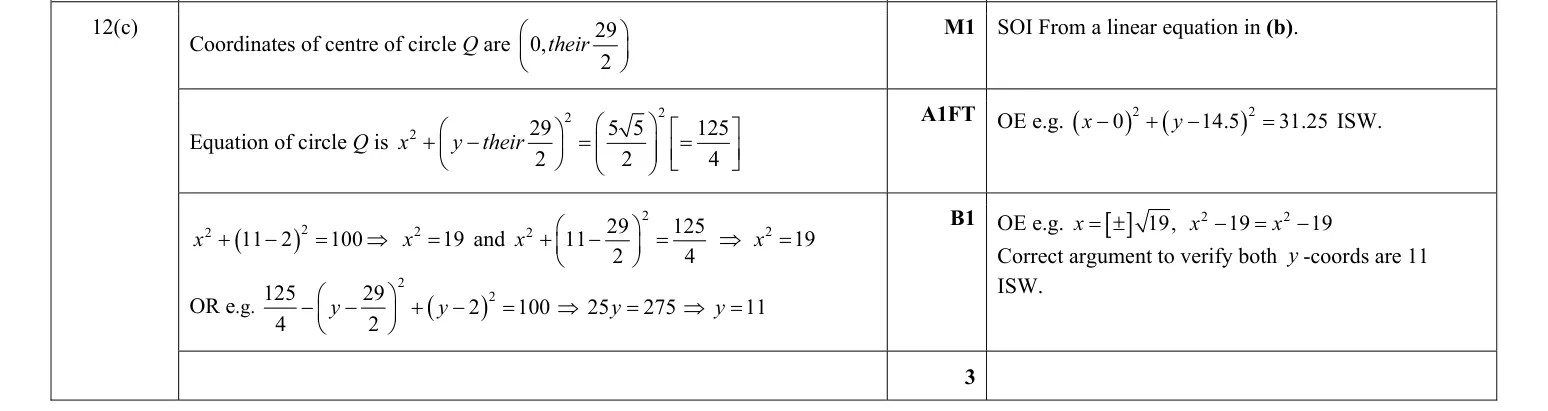 12(c)
Coordinates of centre of circle Q are (0, their 29/2)
M1
SOI From a linear equation in (b).
Equation of circle Q is x² + (y − their 29/2)² = (5√5/2)² [= 125/4]
A1FT
OE e.g. (x − 0)² + (y − 14.5)² = 31.25 ISW.
x² + (11 − 2)² = 100 ⇒ x² = 19 and x² + (11 − 29/2)² = 125/4 ⇒ x² = 19
OR e.g. 125/4 − (y − 29/2)² + (y − 2)² = 100 ⇒ 25y = 275 ⇒ y = 11
B1
OE e.g. x = [±]√19, x² − 19 = x² − 19
Correct argument to verify both y -coords are 11
ISW.
3